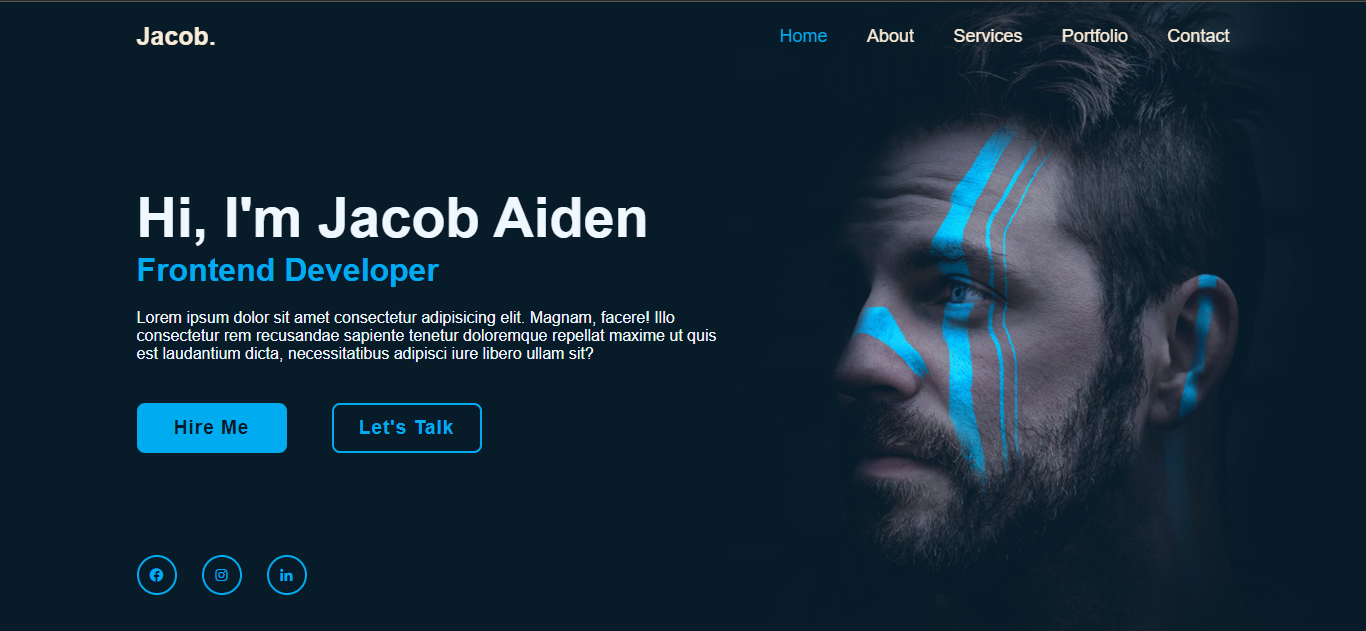 Jacob.
Home About Services Portfolio Contact
Hi, I'm Jacob Aiden
Frontend Developer
Lorem ipsum dolor sit amet consectetur adipisicing elit. Magnam, facere! Illo
consectetur rem recusandae sapiente tenetur doloremque repellat maxime ut quis
est laudantium dicta, necessitatibus adipisci iure libero ullam sit?
Hire Me
Let's Talk